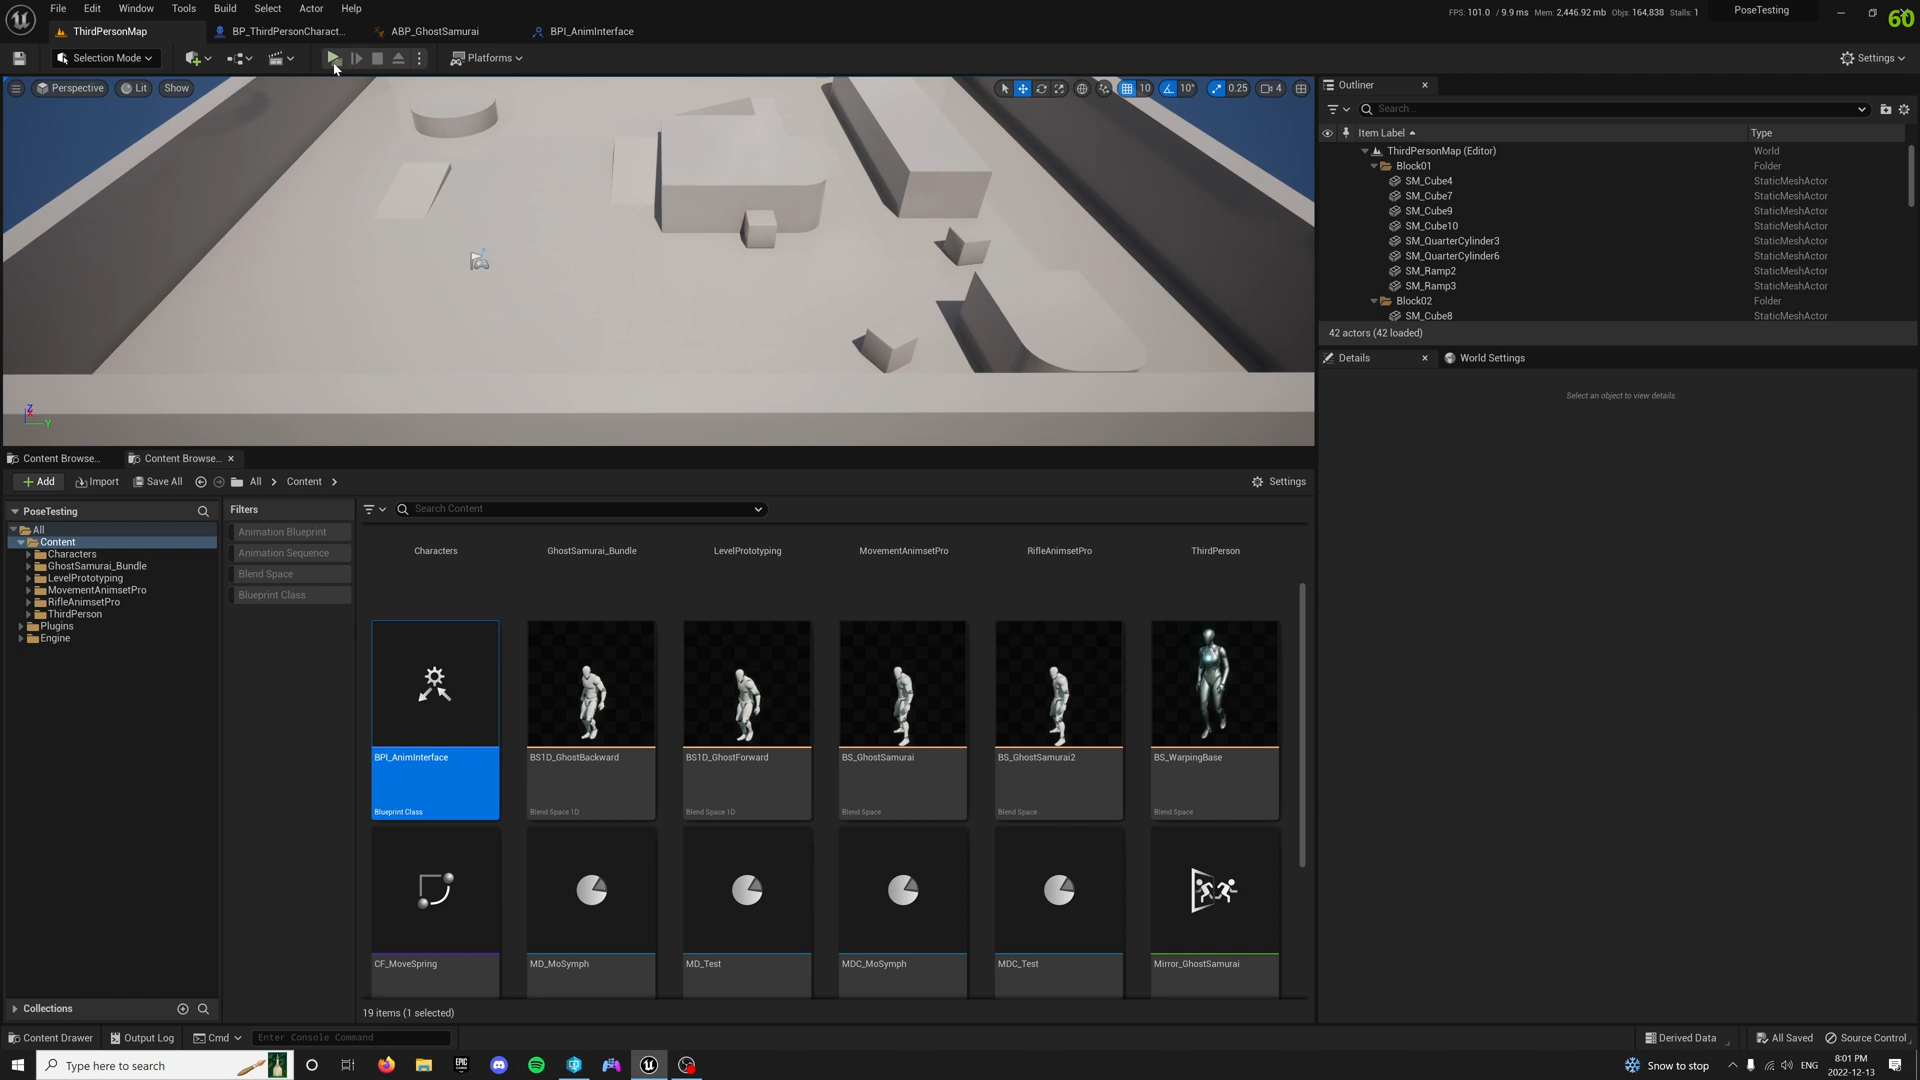 File Edit Window Tools Build Select Actor Help
FPS: 101.0 / 9.9 ms Mem: 2,446.92 mb Objs: 164,838 Stalls: 1
PoseTesting
60
ThirdPersonMap
BP_ThirdPersonCharact...
ABP_GhostSamurai
BPI_AnimInterface
Selection Mode
Platforms
Settings
Perspective
Lit
Show
10
10°
0.25
4
Z
Y
Outliner
Search...
Item Label
Type
ThirdPersonMap (Editor) World
Block01 Folder
SM_Cube4 StaticMeshActor
SM_Cube7 StaticMeshActor
SM_Cube9 StaticMeshActor
SM_Cube10 StaticMeshActor
SM_QuarterCylinder3 StaticMeshActor
SM_QuarterCylinder6 StaticMeshActor
SM_Ramp2 StaticMeshActor
SM_Ramp3 StaticMeshActor
Block02 Folder
SM_Cube8 StaticMeshActor
42 actors (42 loaded)
Details
World Settings
Select an object to view details.
Content Browse...
Content Browse...
Add
Import
Save All
All
Content
Settings
PoseTesting
All
Content
Characters
GhostSamurai_Bundle
LevelPrototyping
MovementAnimsetPro
RifleAnimsetPro
ThirdPerson
Plugins
Engine
Collections
Filters
Animation Blueprint
Animation Sequence
Blend Space
Blueprint Class
Search Content
Characters
GhostSamurai_Bundle
LevelPrototyping
MovementAnimsetPro
RifleAnimsetPro
ThirdPerson
BPI_AnimInterface
Blueprint Class
BS1D_GhostBackward
Blend Space 1D
BS1D_GhostForward
Blend Space 1D
BS_GhostSamurai
Blend Space
BS_GhostSamurai2
Blend Space
BS_WarpingBase
Blend Space
CF_MoveSpring
MD_MoSymph
MD_Test
MDC_MoSymph
MDC_Test
Mirror_GhostSamurai
19 items (1 selected)
Content Drawer
Output Log
Cmd
Enter Console Command
Derived Data
All Saved
Source Control
Type here to search
EPIC
Snow to stop
ENG
8:01 PM
2022-12-13